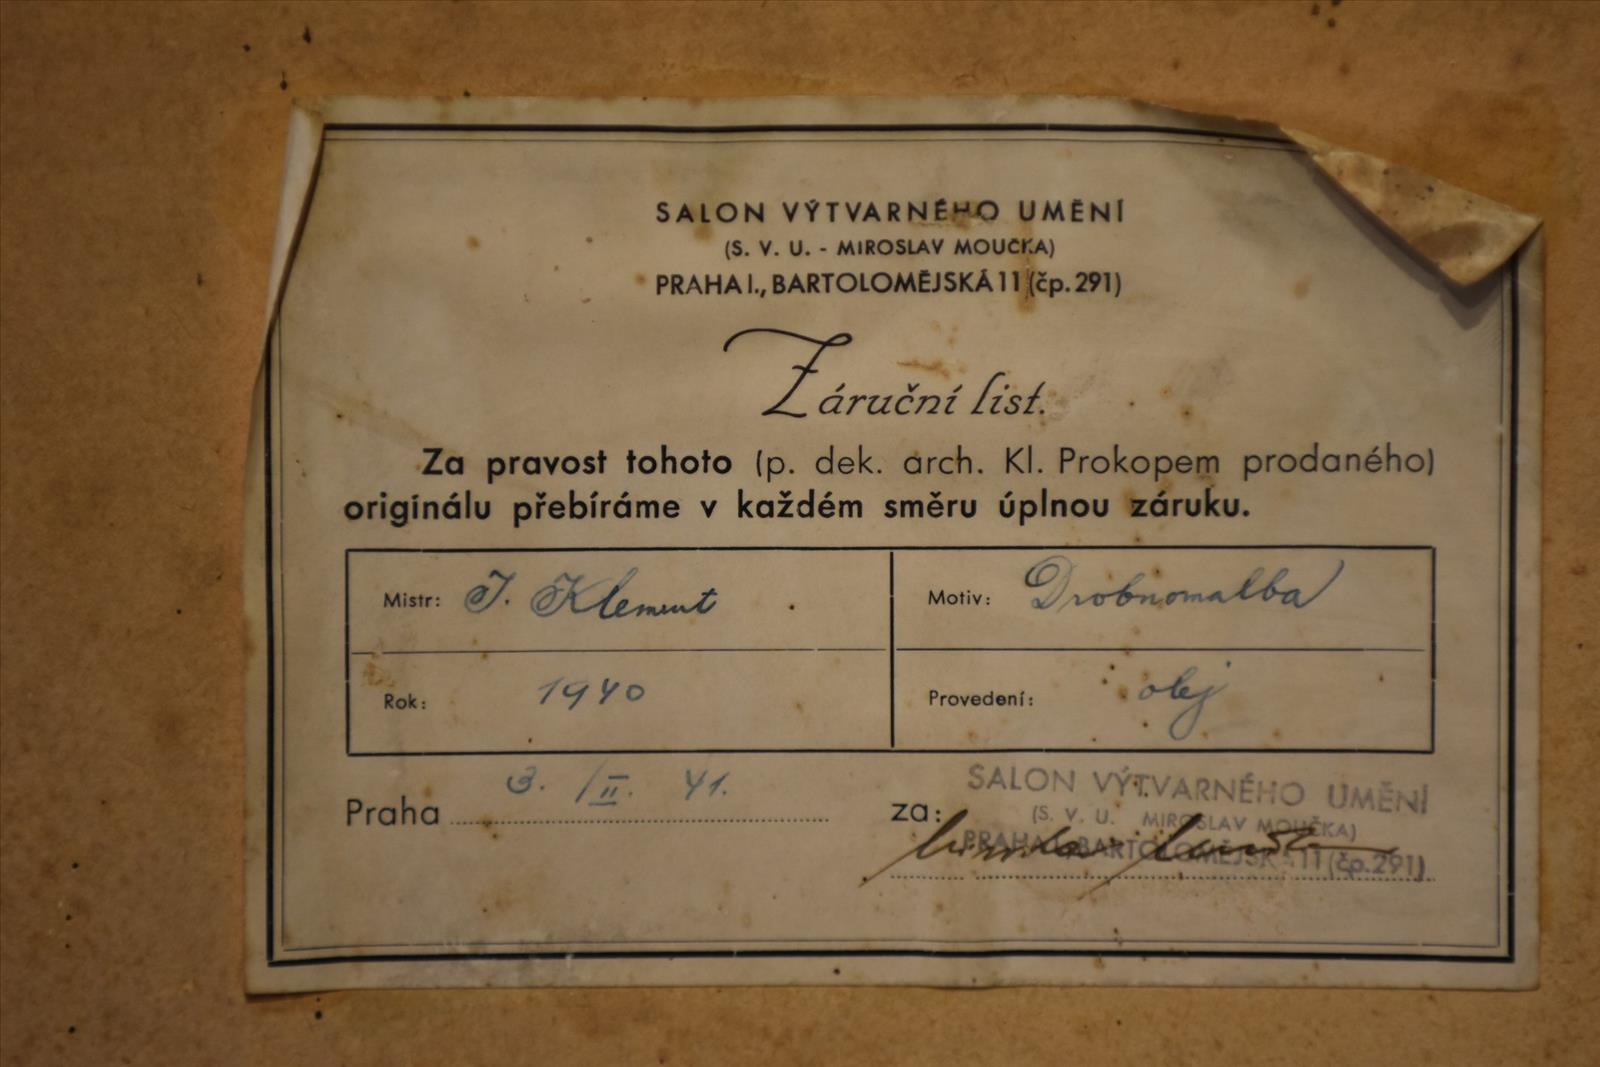 SALON VÝTVARNÉHO UMĚNÍ
(S. V. U. - MIROSLAV MOUČKA)
PRAHA I., BARTOLOMĚJSKÁ 11 (čp. 291)
Záruční list.
Za pravost tohoto (p. dek. arch. Kl. Prokopem prodaného)
originálu přebíráme v každém směru úplnou záruku.
Mistr: J. Klement
Motiv: Drobnomalba
Rok: 1940
Provedení: olej
Praha 3. /II. 41.
za:
SALON VÝTVARNÉHO UMĚNÍ
(S. V. U. MIROSLAV MOUČKA)
PRAHA I., BARTOLOMĚJSKÁ 11 (čp. 291)